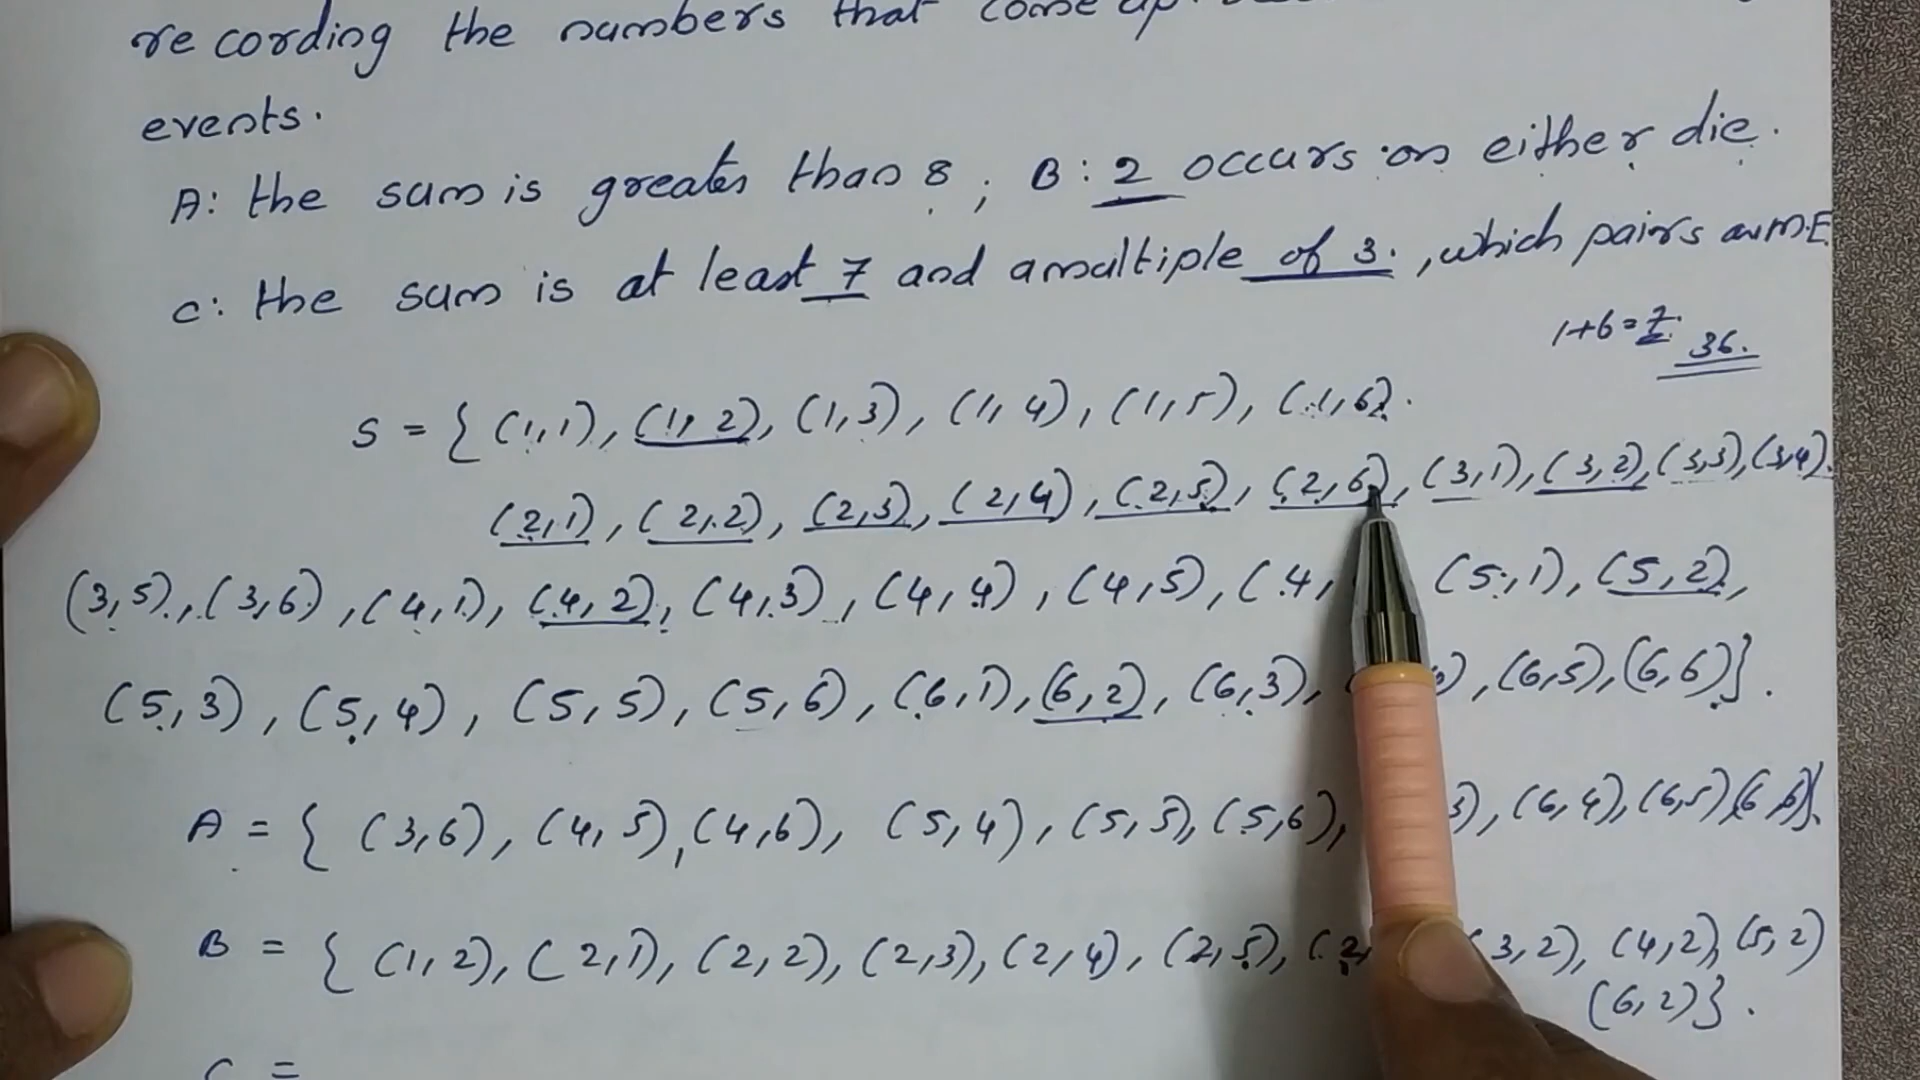 recording the numbers that come up.
events.
A: the sum is greater than 8 ; B : 2 occurs on either die.
C: the sum is at least 7 and a multiple of 3. , which pairs are M.E
1+6=7. 36.
S = { (1,1), (1,2), (1,3), (1,4), (1,5), (1,6).
(2,1), (2,2), (2,3), (2,4), (2,5), (2,6), (3,1), (3,2), (3,3), (3,4).
(3,5), (3,6), (4,1), (4,2), (4,3), (4,4), (4,5), (4, (5,1), (5,2),
(5,3), (5,4), (5,5), (5,6), (6,1), (6,2), (6,3), ), (6,5), (6,6)}.
A = { (3,6), (4,5), (4,6), (5,4), (5,5), (5,6), 3), (6,4), (6,5) (6,6)}.
B = { (1,2), (2,1), (2,2), (2,3), (2,4), (2,5), (2, (3,2), (4,2), (5,2)
(6,2)}.
C =